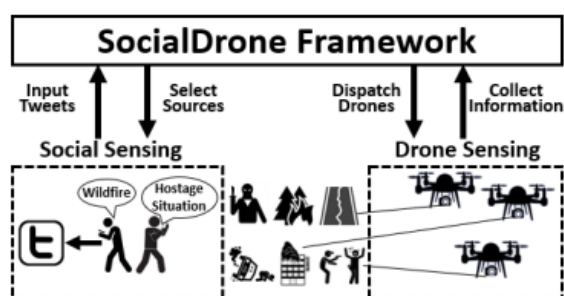 SocialDrone Framework
Input
Tweets
Select
Sources
Dispatch
Drones
Collect
Information
Social Sensing
Drone Sensing
Wildfire
Hostage
Situation
t